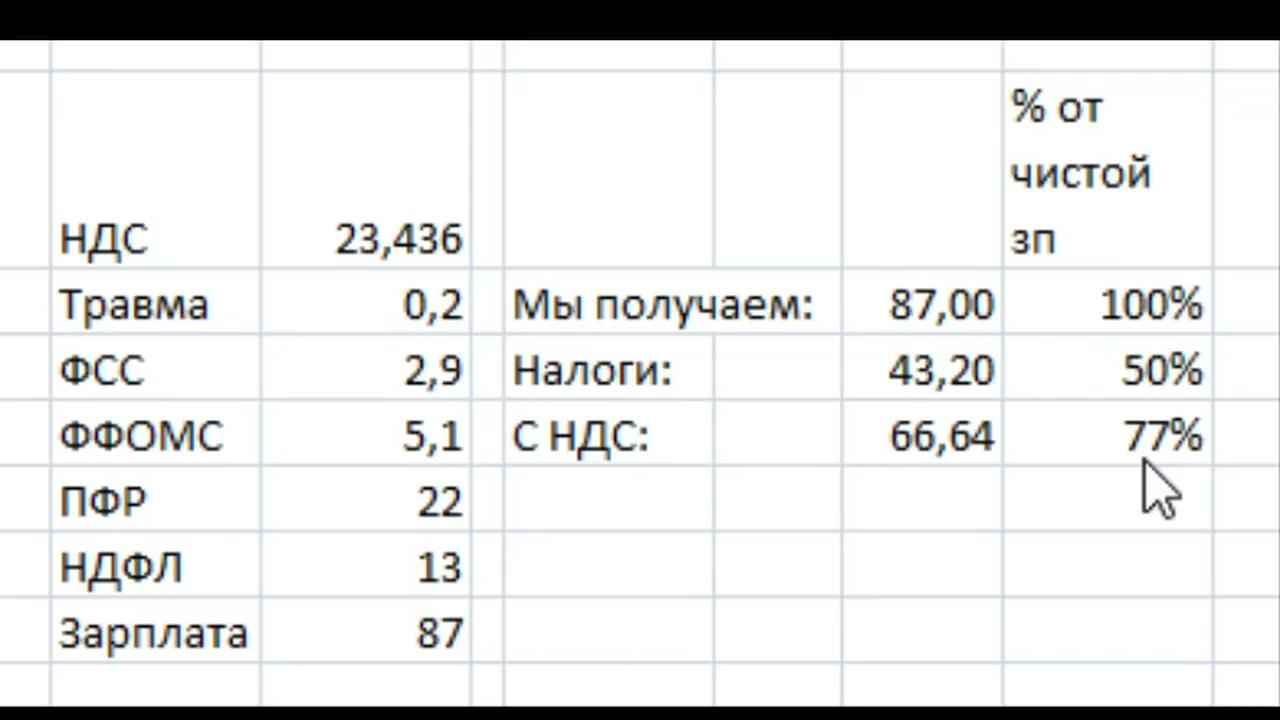 % от
чистой
НДС 23,436 зп
Травма 0,2 Мы получаем: 87,00 100%
ФСС 2,9 Налоги: 43,20 50%
ФФОМС 5,1 С НДС: 66,64 77%
ПФР 22
НДФЛ 13
Зарплата 87